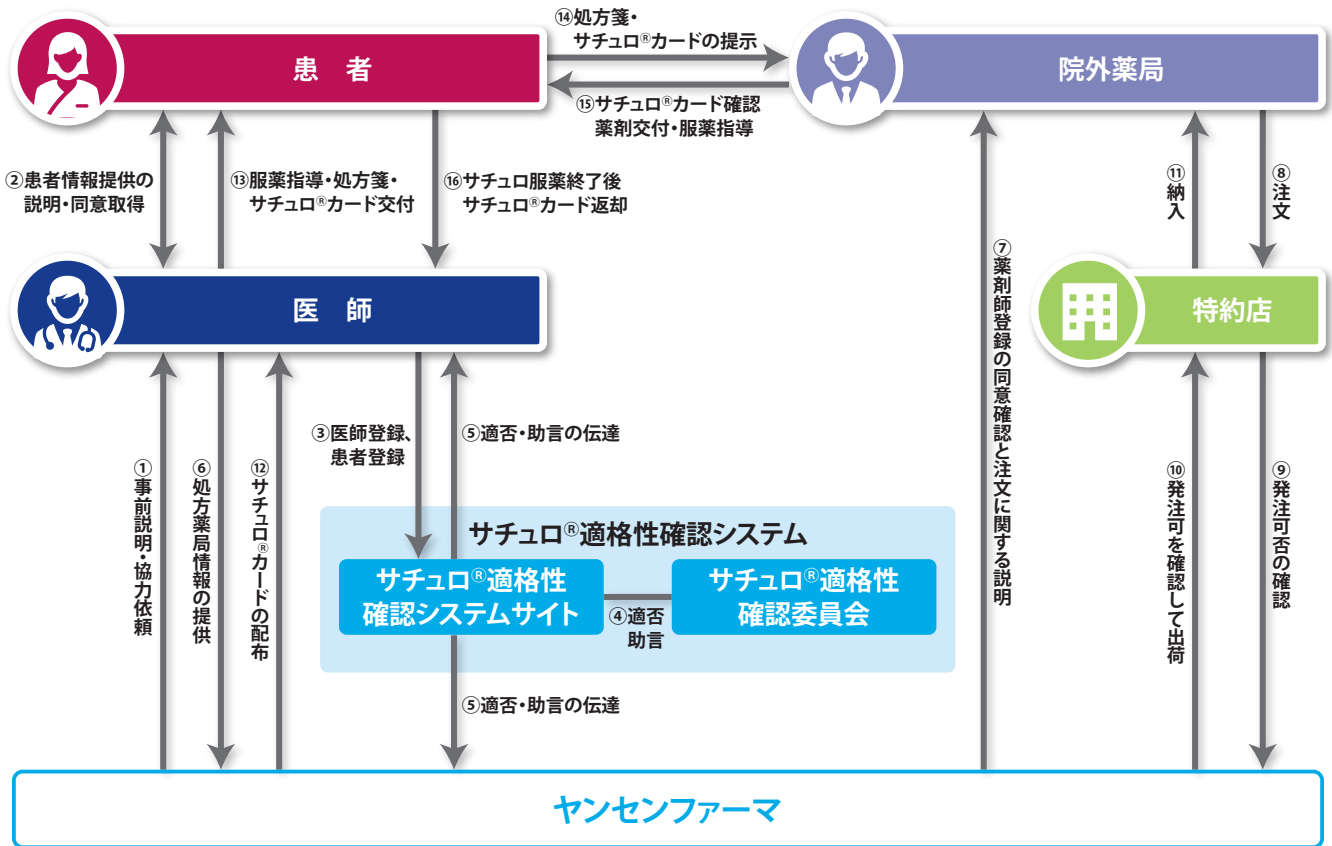 ⑭処方箋・
サチュロ®カードの提示
患 者
院外薬局
⑮サチュロ®カード確認
薬剤交付・服薬指導
②患者情報提供の
説明・同意取得
⑬服薬指導・処方箋・
サチュロ®カード交付
⑯サチュロ服薬終了後
サチュロ®カード返却
⑪納入
⑧注文
医 師
特約店
⑦薬剤師登録の同意確認と注文に関する説明
③医師登録、
患者登録
⑤適否・助言の伝達
①事前説明・協力依頼
⑥処方薬局情報の提供
⑫サチュロ®カードの配布
⑩発注可を確認して出荷
⑨発注可否の確認
サチュロ®適格性確認システム
サチュロ®適格性
確認システムサイト
サチュロ®適格性
確認委員会
④適否
助言
⑤適否・助言の伝達
ヤンセンファーマ